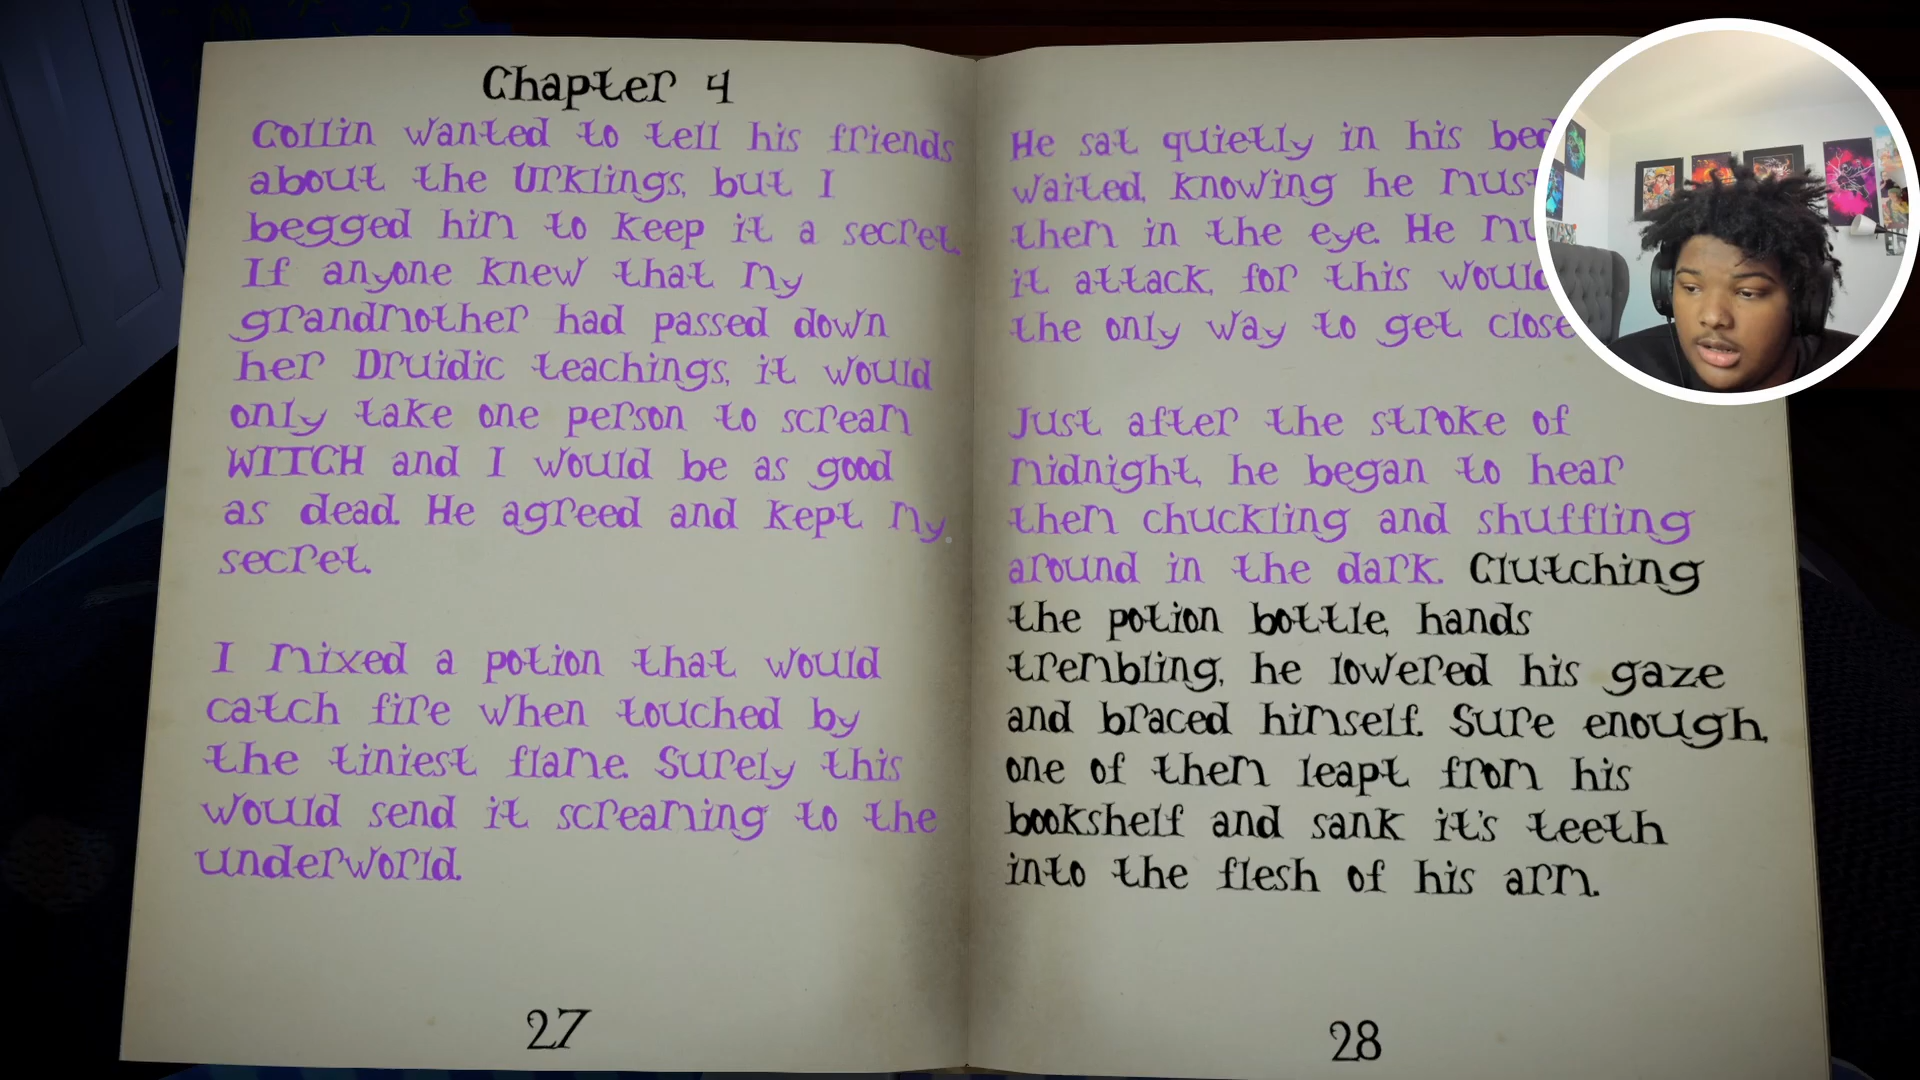 Chapter 4
Collin wanted to tell his friends
about the Urklings, but I
begged him to keep it a secret.
If anyone knew that my
grandmother had passed down
her Druidic teachings, it would
only take one person to scream
WITCH and I would be as good
as dead. He agreed and kept my
secret.
I mixed a potion that would
catch fire when touched by
the tiniest flame. Surely this
would send it screaming to the
underworld.
27
He sat quietly in his bed
waited, knowing he
them in the eye. He
it attack, for this would
the only way to get close
Just after the stroke of
midnight, he began to hear
them chuckling and shuffling
around in the dark. Clutching
the potion bottle, hands
trembling, he lowered his gaze
and braced himself. Sure enough,
one of them leapt from his
bookshelf and sank it's teeth
into the flesh of his arm.
28